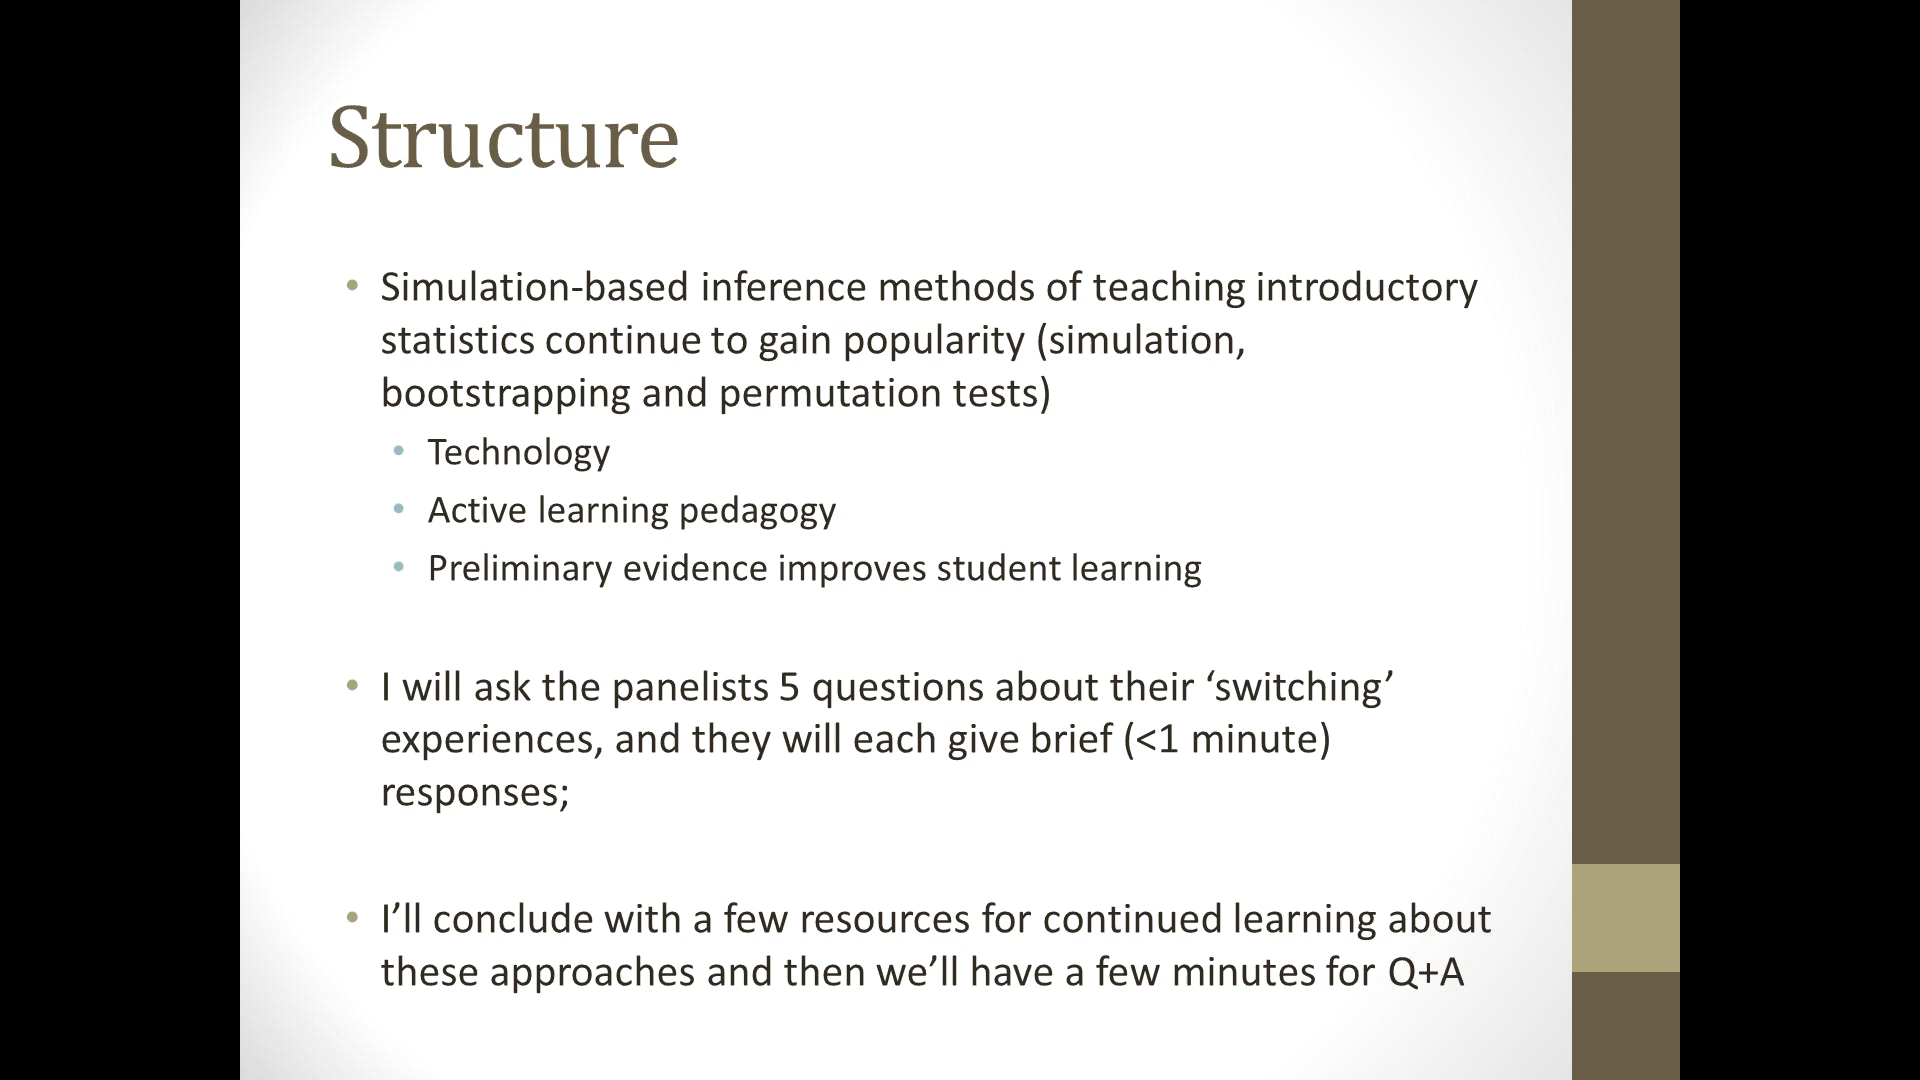 Structure
• Simulation-based inference methods of teaching introductory
statistics continue to gain popularity (simulation,
bootstrapping and permutation tests)
• Technology
• Active learning pedagogy
• Preliminary evidence improves student learning
• I will ask the panelists 5 questions about their ‘switching’
experiences, and they will each give brief (<1 minute)
responses;
• I’ll conclude with a few resources for continued learning about
these approaches and then we’ll have a few minutes for Q+A